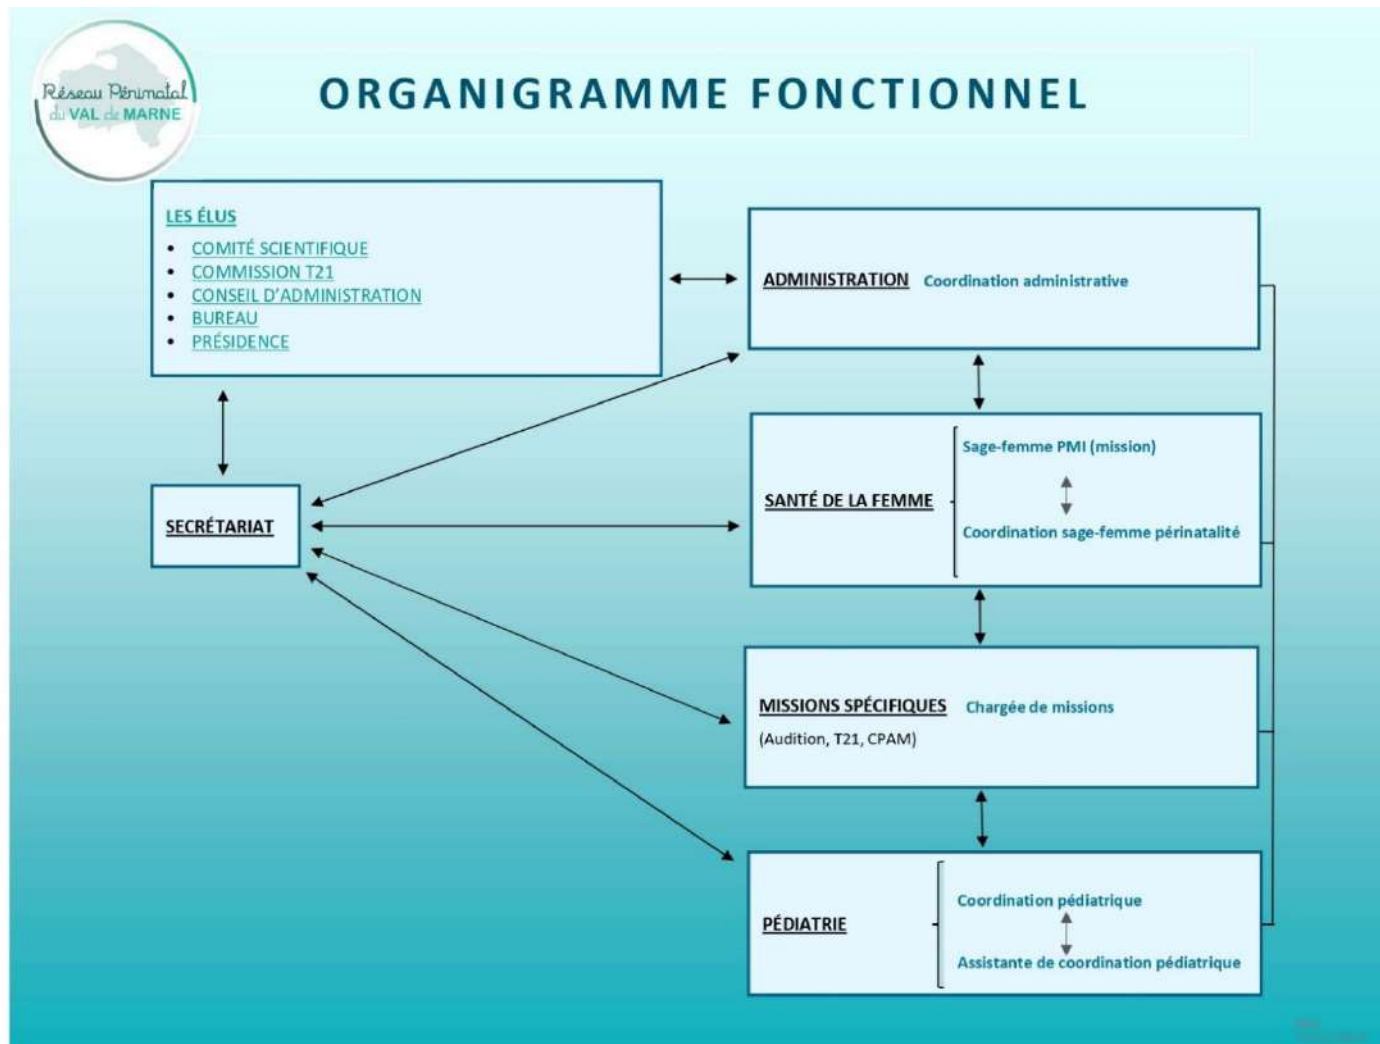 Réseau Périnatal
du VAL de MARNE
ORGANIGRAMME FONCTIONNEL
LES ÉLUS
• COMITÉ SCIENTIFIQUE
• COMMISSION T21
• CONSEIL D'ADMINISTRATION
• BUREAU
• PRÉSIDENCE
ADMINISTRATION Coordination administrative
SECRÉTARIAT
SANTÉ DE LA FEMME
Sage-femme PMI (mission)
Coordination sage-femme périnatalité
MISSIONS SPÉCIFIQUES Chargée de missions
(Audition, T21, CPAM)
PÉDIATRIE
Coordination pédiatrique
Assistante de coordination pédiatrique